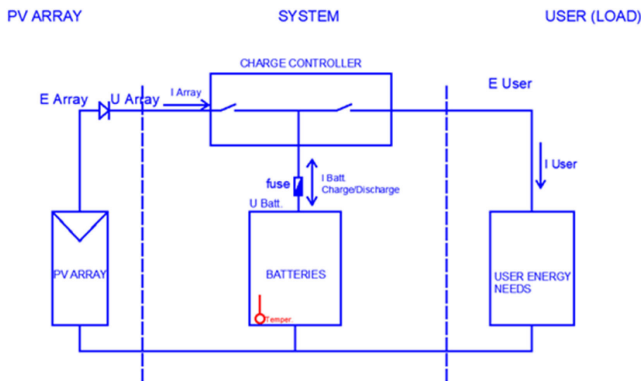 PV ARRAY
SYSTEM
USER (LOAD)
CHARGE CONTROLLER
E Array
U Array
I Array
E User
I User
fuse
I Batt.
Charge/Discharge
U Batt.
PV ARRAY
BATTERIES
Temper.
USER ENERGY
NEEDS